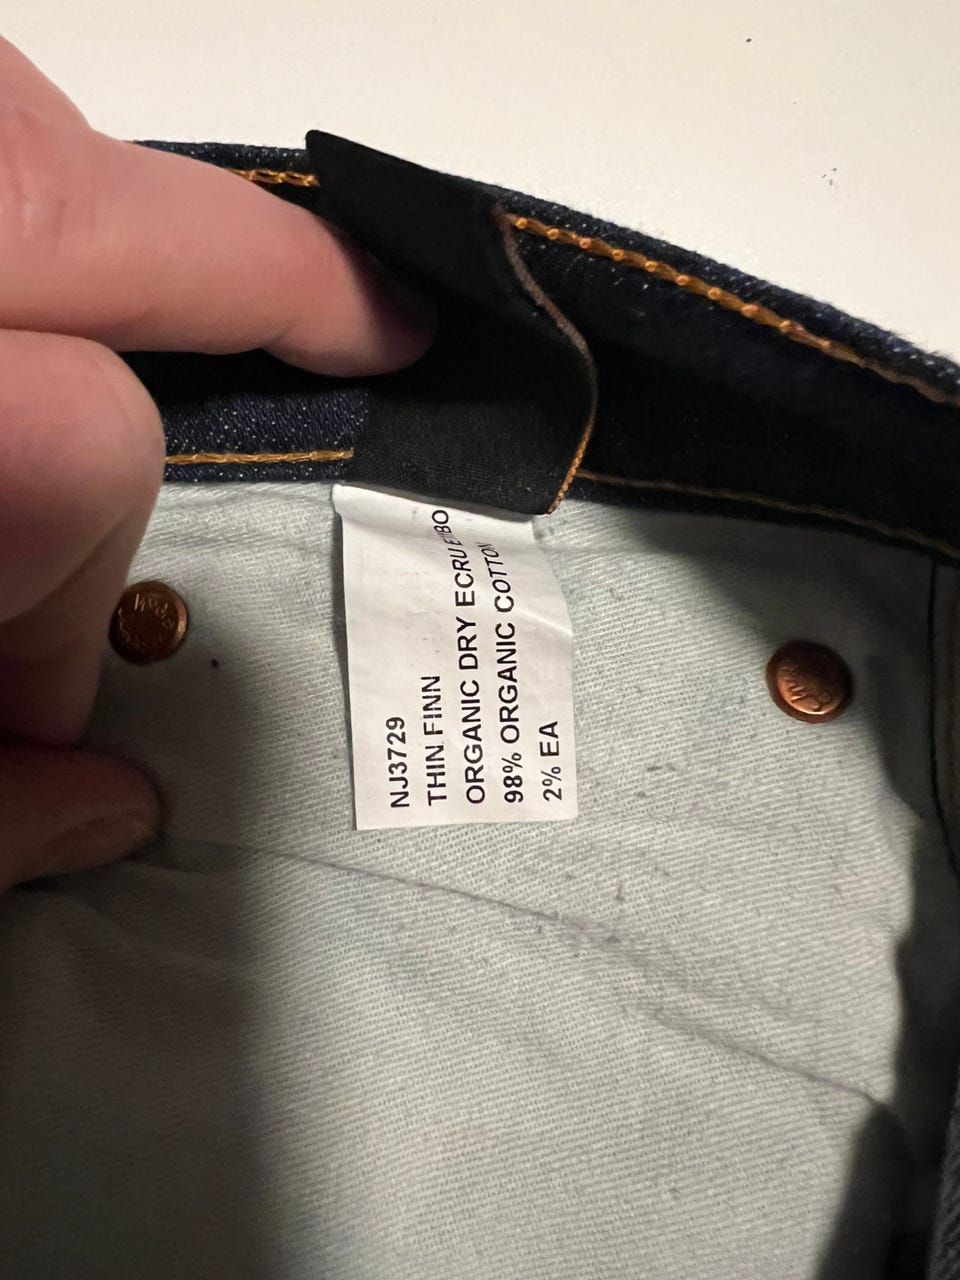 NJ3729
THIN FINN
ORGANIC DRY ECRU EMBO
98% ORGANIC COTTON
2% EA